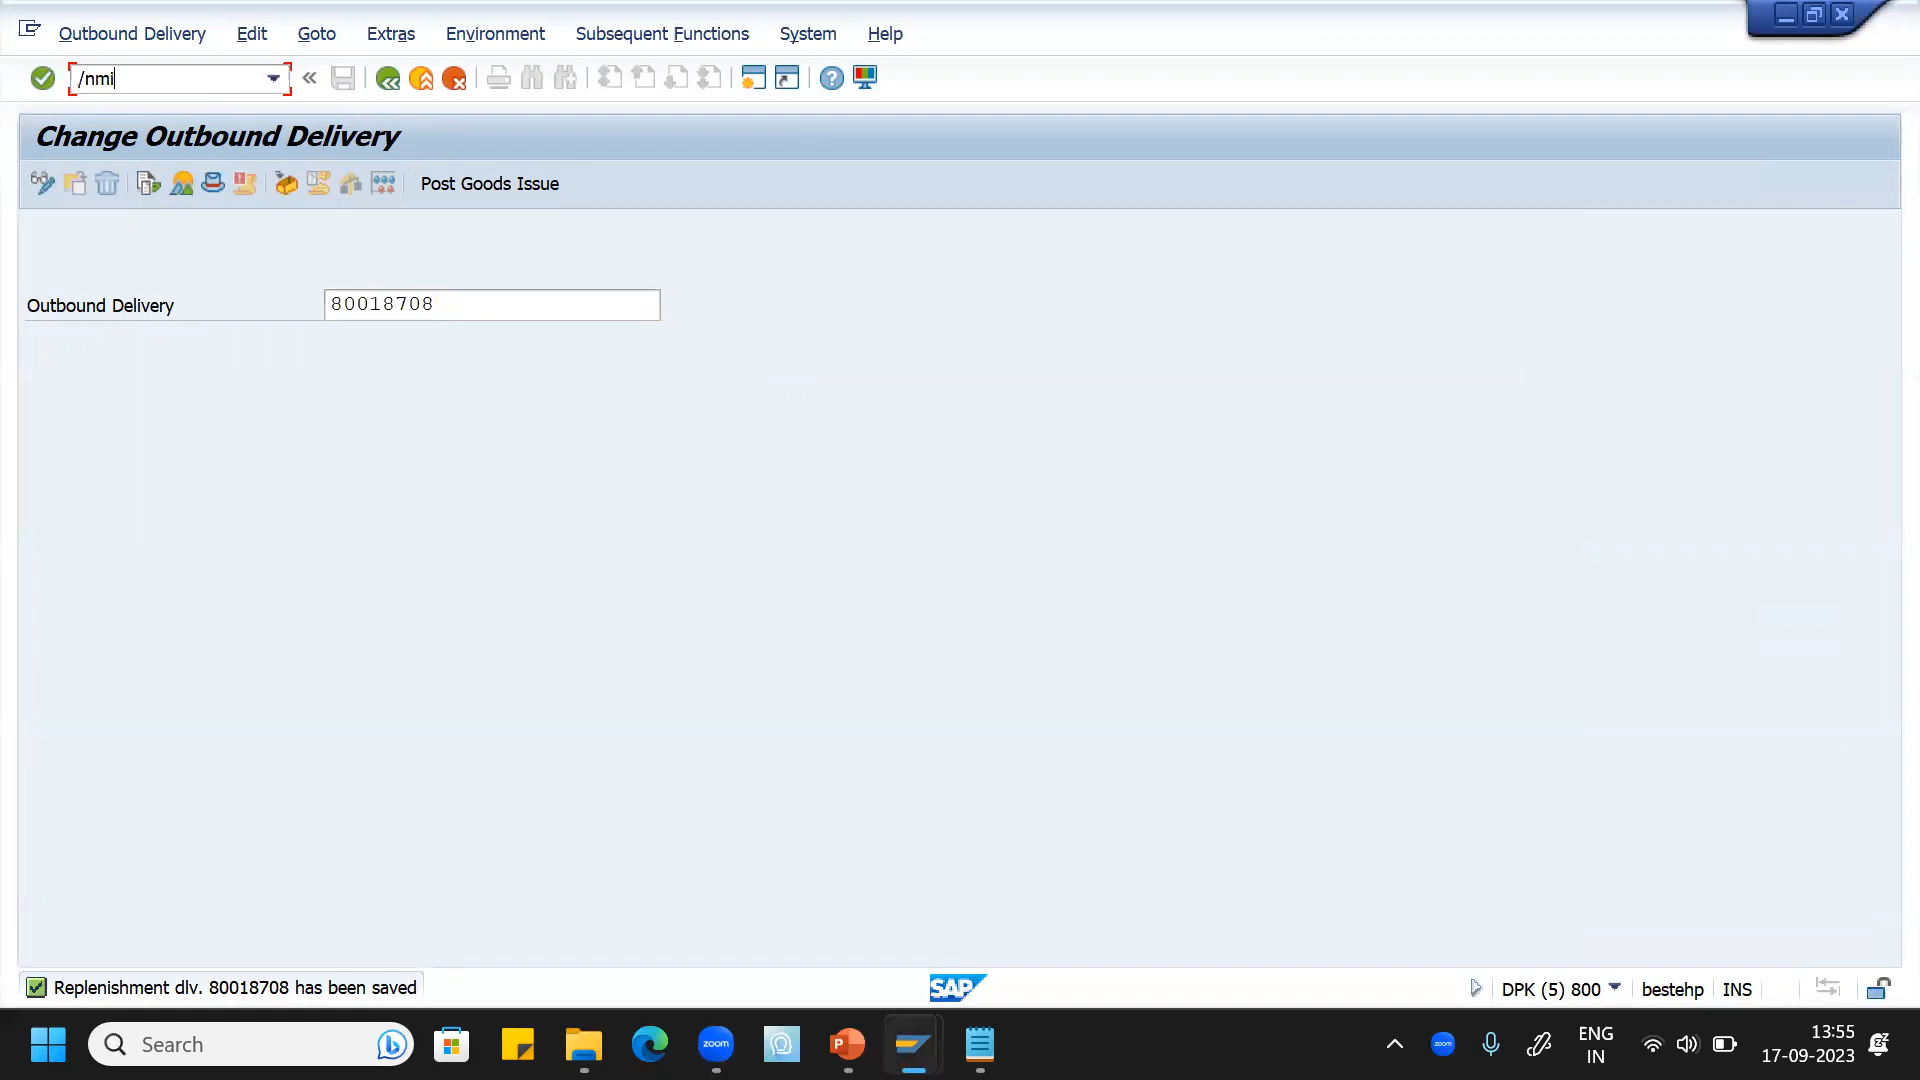 Outbound Delivery Edit Goto Extras Environment Subsequent Functions System Help
/nmi
Change Outbound Delivery
Post Goods Issue
Outbound Delivery 80018708
Replenishment dlv. 80018708 has been saved
SAP
DPK (5) 800 bestehp INS
Search
zoom
P
zoom
ENG
IN
13:55
17-09-2023